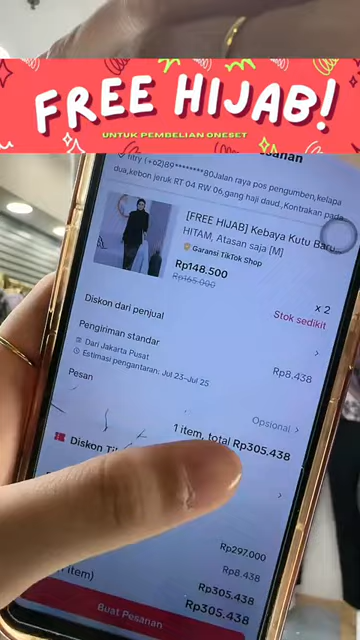 FREE HIJAB!
UNTUK PEMBELIAN ONESET
fitry (+62)89********80Jalan raya pos pengumben,kelapa
dua,kebon jeruk RT 04 RW 06,gang haji daud,Kontrakan pada
[FREE HIJAB] Kebaya Kutu Baru
HITAM, Atasan saja [M]
Garansi TikTok Shop
Rp148.500
Rp165.000
x 2
Stok sedikit
Diskon dari penjual
Pengiriman standar
Dari Jakarta Pusat
Estimasi pengantaran: Jul 23–Jul 25
Rp8.438
Pesan
Opsional
1 item, total Rp305.438
Diskon
Rp297.000
Rp8.438
Rp305.438
item)
Rp305.438
Buat Pesanan